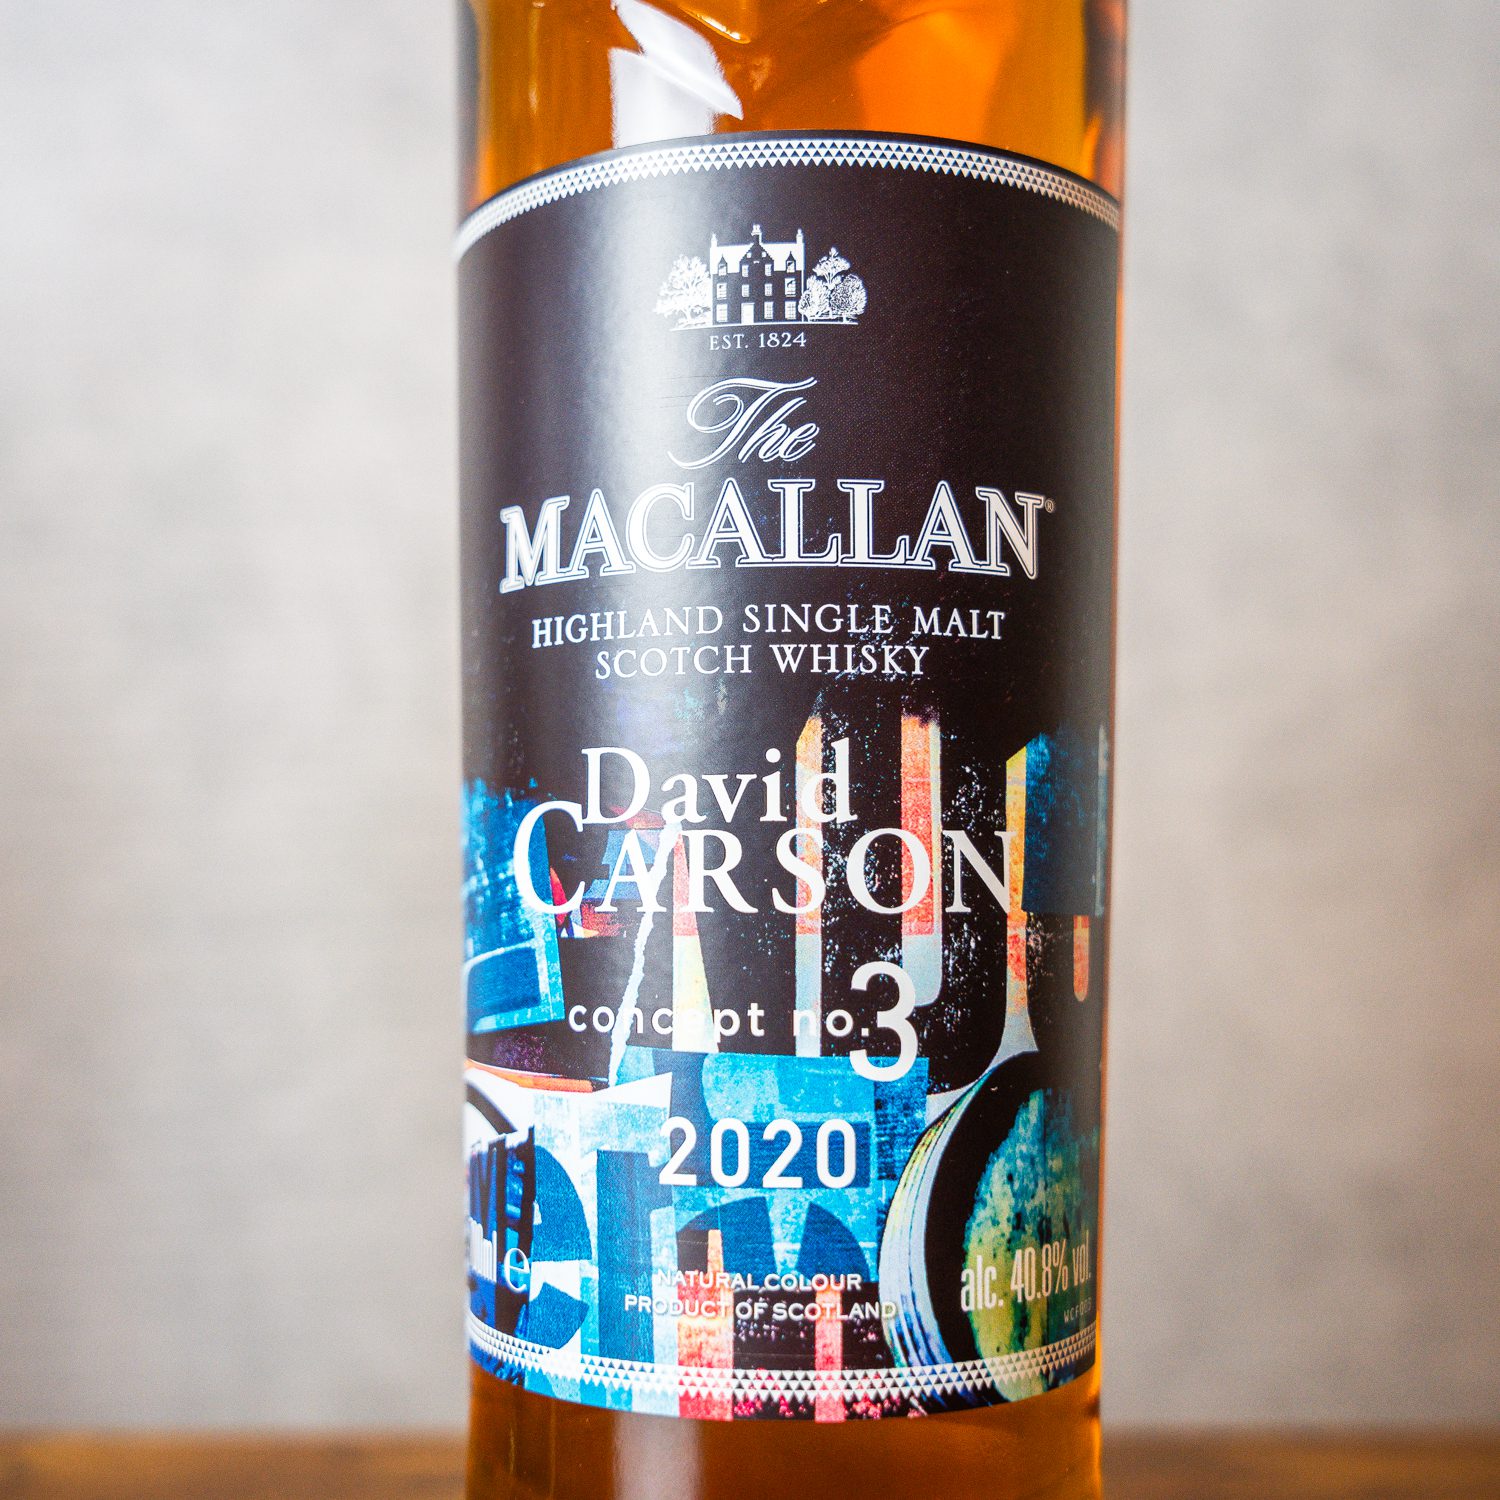 EST. 1824
The
MACALLAN®
HIGHLAND SINGLE MALT
SCOTCH WHISKY
David
CARSON
concept no.3
2020
ml e
NATURAL COLOUR
PRODUCT OF SCOTLAND
alc. 40.8% vol.